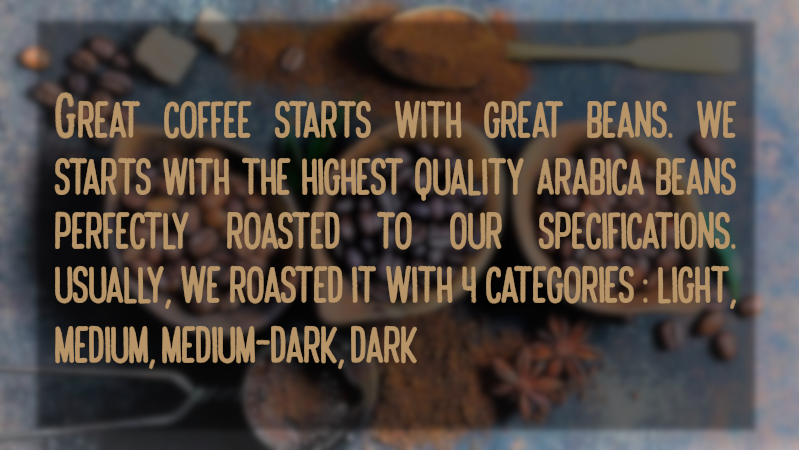 GREAT COFFEE STARTS WITH GREAT BEANS. WE
STARTS WITH THE HIGHEST QUALITY ARABICA BEANS
PERFECTLY ROASTED TO OUR SPECIFICATIONS.
USUALLY, WE ROASTED IT WITH 4 CATEGORIES : LIGHT,
MEDIUM, MEDIUM-DARK, DARK